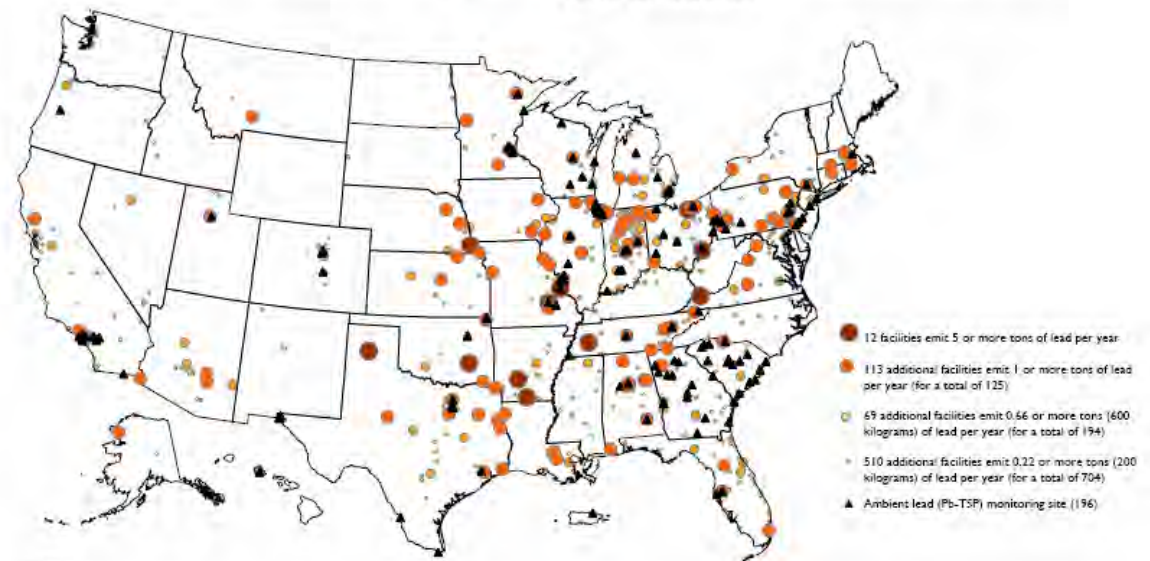 12 facilities emit 5 or more tons of lead per year
113 additional facilities emit 1 or more tons of lead
per year (for a total of 125)
69 additional facilities emit 0.66 or more tons (600
kilograms) of lead per year (for a total of 194)
510 additional facilities emit 0.22 or more tons (200
kilograms) of lead per year (for a total of 704)
Ambient lead (Pb-TSP) monitoring site (196)